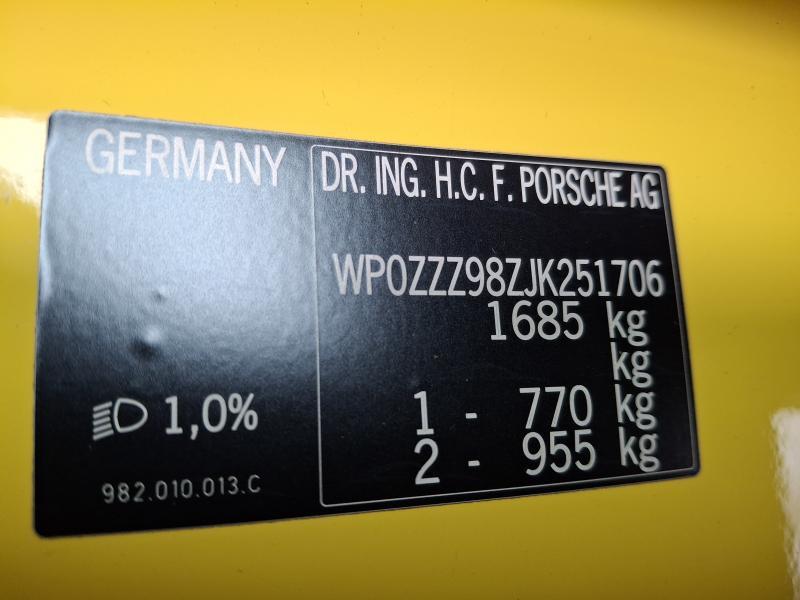 GERMANY
DR. ING. H.C. F. PORSCHE AG
WP0ZZZ98ZJK251706
1685 kg
kg
1 - 770 kg
2 - 955 kg
1,0%
982.010.013.C